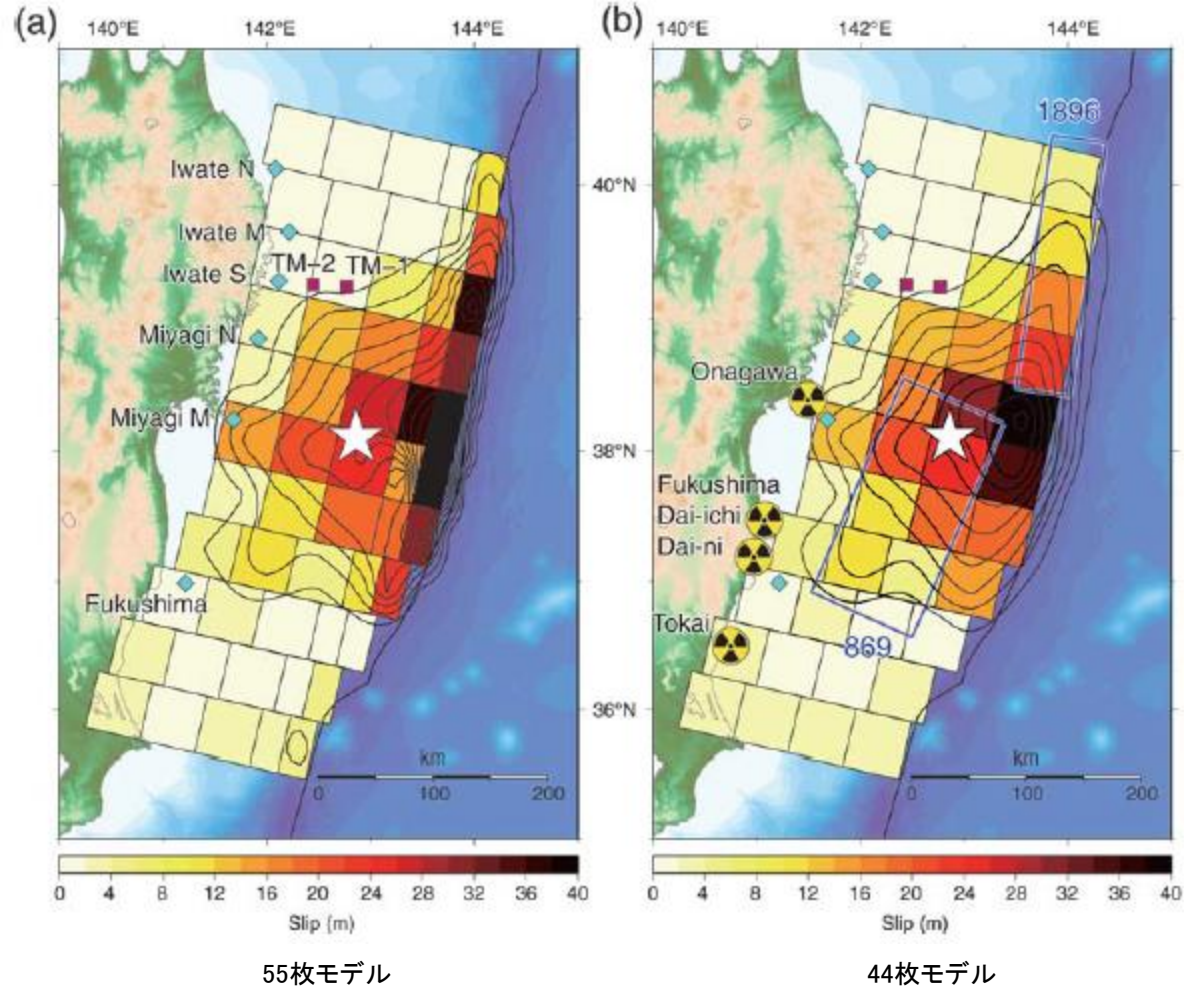 (a)
140°E 142°E 144°E
Iwate N
Iwate M
TM-2 TM-1
Iwate S
Miyagi N
Miyagi M
Fukushima
km
0 100 200
0 4 8 12 16 20 24 28 32 36 40
Slip (m)
55枚モデル
40°N
38°N
36°N
(b)
140°E 142°E 144°E
1896
Onagawa
Fukushima
Dai-ichi
Dai-ni
Tokai
869
km
0 100 200
0 4 8 12 16 20 24 28 32 36 40
Slip (m)
44枚モデル